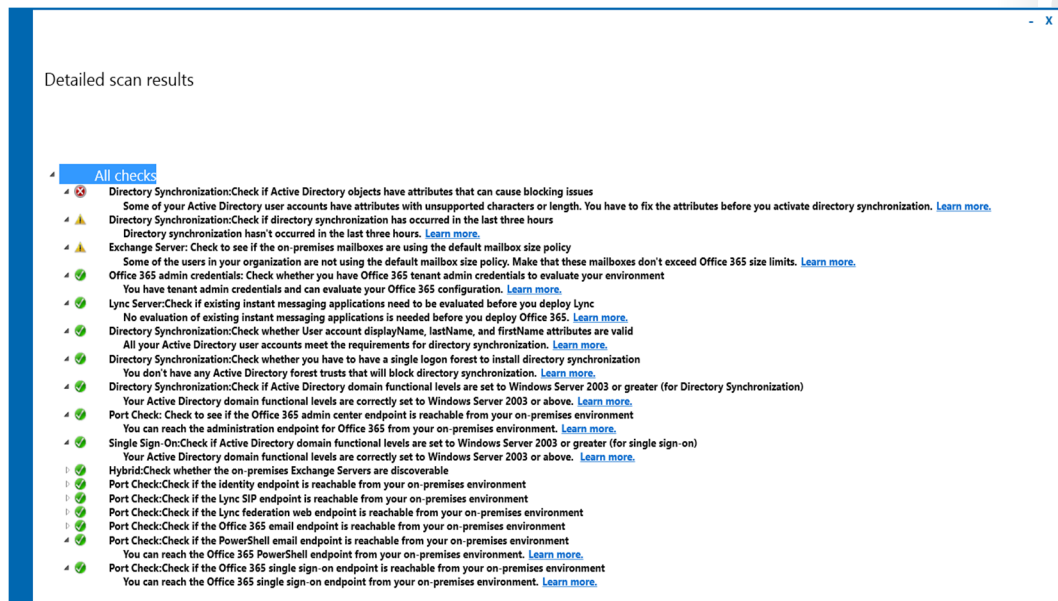 - X
Detailed scan results
All checks
Directory Synchronization:Check if Active Directory objects have attributes that can cause blocking issues
Some of your Active Directory user accounts have attributes with unsupported characters or length. You have to fix the attributes before you activate directory synchronization. Learn more.
Directory Synchronization:Check if directory synchronization has occurred in the last three hours
Directory synchronization hasn't occurred in the last three hours. Learn more.
Exchange Server: Check to see if the on-premises mailboxes are using the default mailbox size policy
Some of the users in your organization are not using the default mailbox size policy. Make that these mailboxes don't exceed Office 365 size limits. Learn more.
Office 365 admin credentials: Check whether you have Office 365 tenant admin credentials to evaluate your environment
You have tenant admin credentials and can evaluate your Office 365 configuration. Learn more.
Lync Server:Check if existing instant messaging applications need to be evaluated before you deploy Lync
No evaluation of existing instant messaging applications is needed before you deploy Office 365. Learn more.
Directory Synchronization:Check whether User account displayName, lastName, and firstName attributes are valid
All your Active Directory user accounts meet the requirements for directory synchronization. Learn more.
Directory Synchronization:Check whether you have to have a single logon forest to install directory synchronization
You don't have any Active Directory forest trusts that will block directory synchronization. Learn more.
Directory Synchronization:Check if Active Directory domain functional levels are set to Windows Server 2003 or greater (for Directory Synchronization)
Your Active Directory domain functional levels are correctly set to Windows Server 2003 or above. Learn more.
Port Check: Check to see if the Office 365 admin center endpoint is reachable from your on-premises environment
You can reach the administration endpoint for Office 365 from your on-premises environment. Learn more.
Single Sign-On:Check if Active Directory domain functional levels are set to Windows Server 2003 or greater (for single sign-on)
Your Active Directory domain functional levels are correctly set to Windows Server 2003 or above. Learn more.
Hybrid:Check whether the on-premises Exchange Servers are discoverable
Port Check:Check if the identity endpoint is reachable from your on-premises environment
Port Check:Check if the Lync SIP endpoint is reachable from your on-premises environment
Port Check:Check if the Lync federation web endpoint is reachable from your on-premises environment
Port Check:Check if the Office 365 email endpoint is reachable from your on-premises environment
Port Check:Check if the PowerShell email endpoint is reachable from your on-premises environment
You can reach the Office 365 PowerShell endpoint from your on-premises environment. Learn more.
Port Check:Check if the Office 365 single sign-on endpoint is reachable from your on-premises environment
You can reach the Office 365 single sign-on endpoint from your on-premises environment. Learn more.